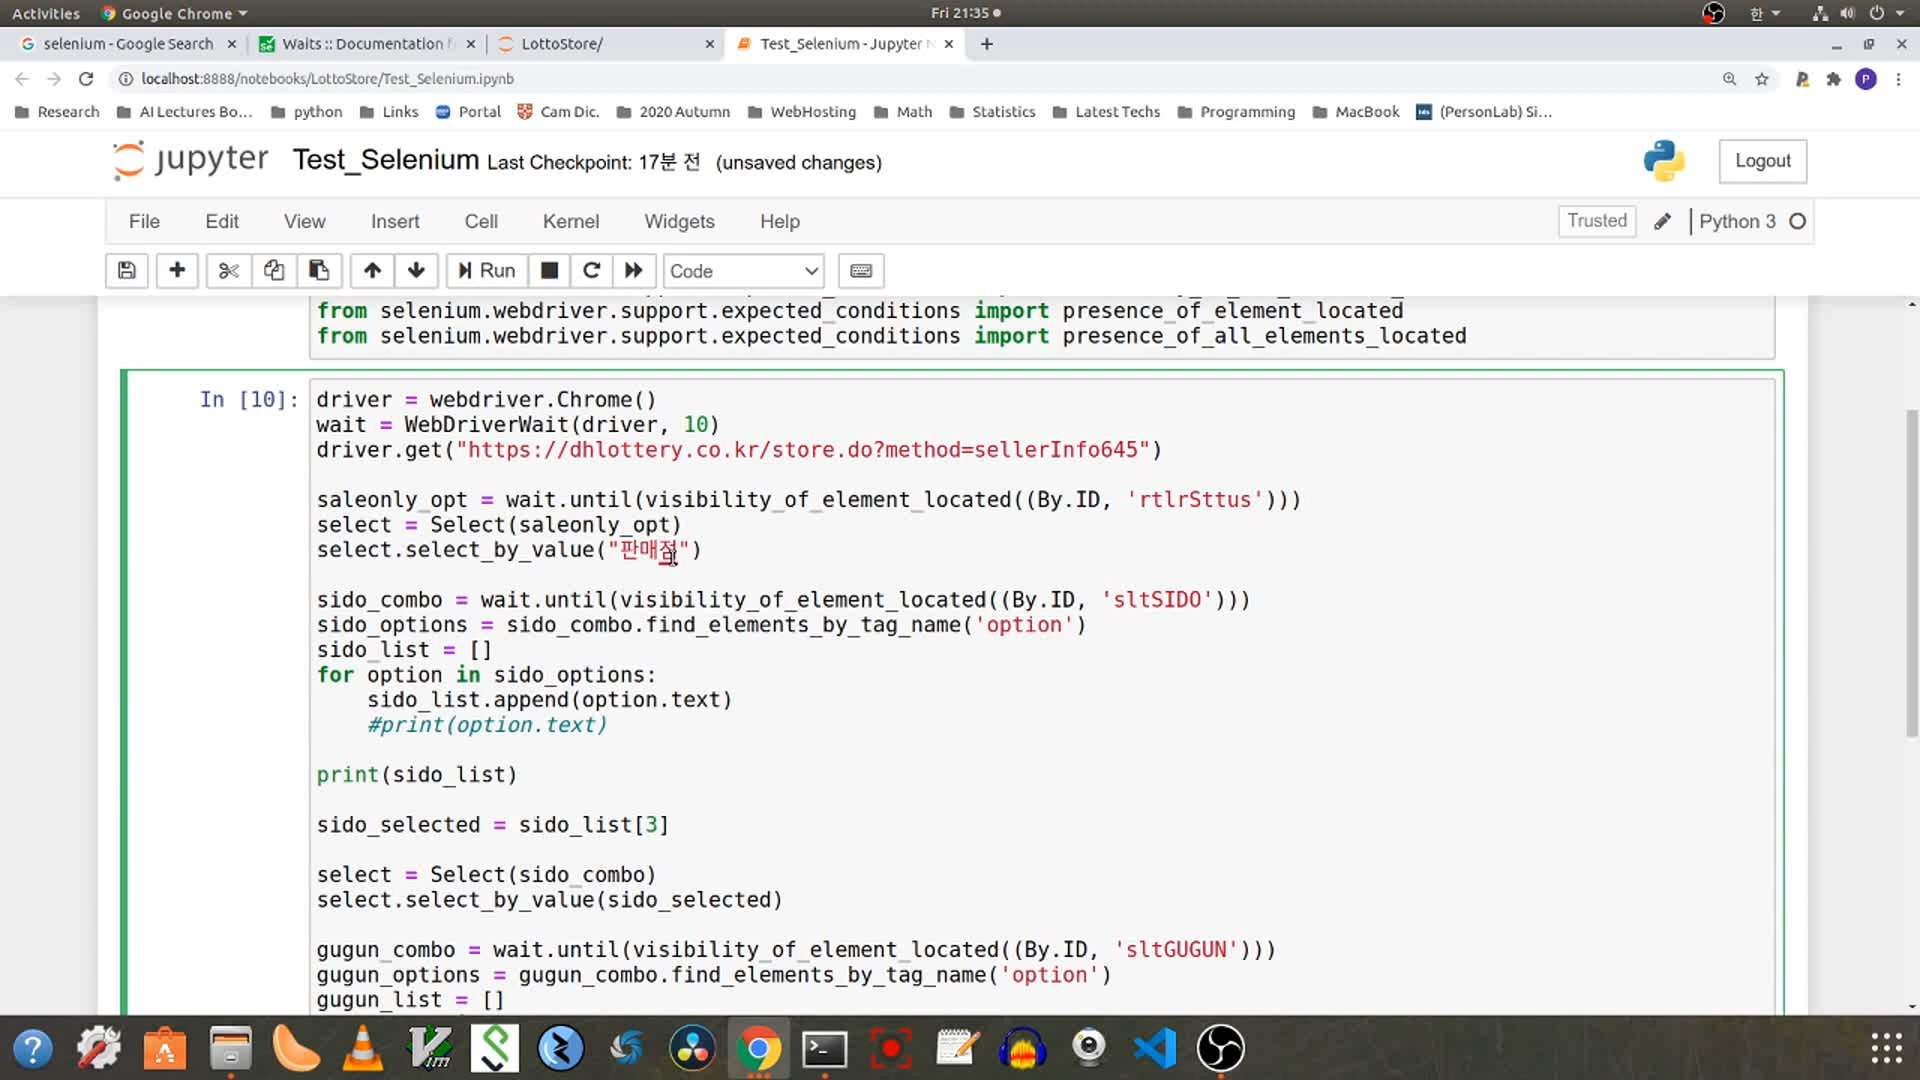 Activities Google Chrome Fri 21:35 한
selenium - Google Search Waits :: Documentation LottoStore/ Test_Selenium - Jupyter
localhost:8888/notebooks/LottoStore/Test_Selenium.ipynb P
Research AI Lectures Bo... python Links Portal Cam Dic. 2020 Autumn WebHosting Math Statistics Latest Techs Programming MacBook (PersonLab) Si...
jupyter Test_Selenium Last Checkpoint: 17분 전 (unsaved changes) Logout
File Edit View Insert Cell Kernel Widgets Help Trusted Python 3
Run Code
from selenium.webdriver.support.expected_conditions import presence_of_element_located
from selenium.webdriver.support.expected_conditions import presence_of_all_elements_located
In [10]: driver = webdriver.Chrome()
wait = WebDriverWait(driver, 10)
driver.get("https://dhlottery.co.kr/store.do?method=sellerInfo645")
saleonly_opt = wait.until(visibility_of_element_located((By.ID, 'rtlrSttus')))
select = Select(saleonly_opt)
select.select_by_value("판매점")
sido_combo = wait.until(visibility_of_element_located((By.ID, 'sltSIDO')))
sido_options = sido_combo.find_elements_by_tag_name('option')
sido_list = []
for option in sido_options:
sido_list.append(option.text)
#print(option.text)
print(sido_list)
sido_selected = sido_list[3]
select = Select(sido_combo)
select.select_by_value(sido_selected)
gugun_combo = wait.until(visibility_of_element_located((By.ID, 'sltGUGUN')))
gugun_options = gugun_combo.find_elements_by_tag_name('option')
gugun_list = []